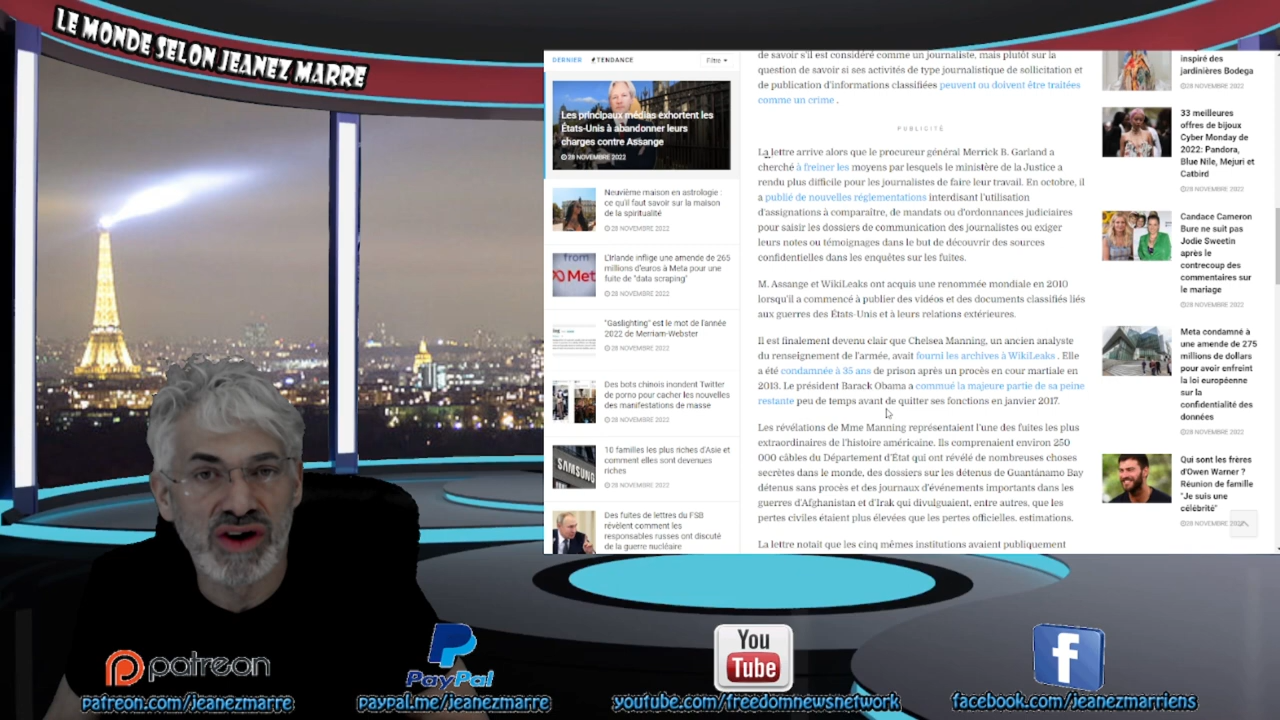 LE MONDE SELON JEANEZ MARRE
DERNIER
TENDANCE
Filtre
Les principaux médias exhortent les
États-Unis à abandonner leurs
charges contre Assange
28 NOVEMBRE 2022
Neuvième maison en astrologie :
ce qu'il faut savoir sur la maison
de la spiritualité
28 NOVEMBRE 2022
from
Met
L'Irlande inflige une amende de 265
millions d'euros à Meta pour une
fuite de "data scraping"
28 NOVEMBRE 2022
"Gaslighting" est le mot de l'année
2022 de Merriam-Webster
28 NOVEMBRE 2022
Des bots chinois inondent Twitter
de porno pour cacher les nouvelles
des manifestations de masse
28 NOVEMBRE 2022
SAMSUNG
10 familles les plus riches d'Asie et
comment elles sont devenues
riches
28 NOVEMBRE 2022
Des fuites de lettres du FSB
révèlent comment les
responsables russes ont discuté
de la guerre nucléaire
de savoir s'il est considéré comme un journaliste, mais plutôt sur la
question de savoir si ses activités de type journalistique de sollicitation et
de publication d'informations classifiées peuvent ou doivent être traitées
comme un crime .
PUBLICITÉ
La lettre arrive alors que le procureur général Merrick B. Garland a
cherché à freiner les moyens par lesquels le ministère de la Justice a
rendu plus difficile pour les journalistes de faire leur travail. En octobre, il
a publié de nouvelles réglementations interdisant l'utilisation
d'assignations à comparaître, de mandats ou d'ordonnances judiciaires
pour saisir les dossiers de communication des journalistes ou exiger
leurs notes ou témoignages dans le but de découvrir des sources
confidentielles dans les enquêtes sur les fuites.
M. Assange et WikiLeaks ont acquis une renommée mondiale en 2010
lorsqu'il a commencé à publier des vidéos et des documents classifiés liés
aux guerres des États-Unis et à leurs relations extérieures.
Il est finalement devenu clair que Chelsea Manning, un ancien analyste
du renseignement de l'armée, avait fourni les archives à WikiLeaks . Elle
a été condamnée à 35 ans de prison après un procès en cour martiale en
2013. Le président Barack Obama a commué la majeure partie de sa peine
restante peu de temps avant de quitter ses fonctions en janvier 2017.
Les révélations de Mme Manning représentaient l'une des fuites les plus
extraordinaires de l'histoire américaine. Ils comprenaient environ 250
000 câbles du Département d'État qui ont révélé de nombreuses choses
secrètes dans le monde, des dossiers sur les détenus de Guantánamo Bay
détenus sans procès et des journaux d'événements importants dans les
guerres d'Afghanistan et d'Irak qui divulguaient, entre autres, que les
pertes civiles étaient plus élevées que les pertes officielles. estimations.
La lettre notait que les cinq mêmes institutions avaient publiquement
inspiré des
jardinières Bodega
28 NOVEMBRE 2022
33 meilleures
offres de bijoux
Cyber Monday de
2022: Pandora,
Blue Nile, Mejuri et
Catbird
28 NOVEMBRE 2022
Candace Cameron
Bure ne suit pas
Jodie Sweetin
après le
contrecoup des
commentaires sur
le mariage
28 NOVEMBRE 2022
Meta condamné à
une amende de 275
millions de dollars
pour avoir enfreint
la loi européenne
sur la
confidentialité des
données
28 NOVEMBRE 2022
Qui sont les frères
d'Owen Warner ?
Réunion de famille
"Je suis une
célébrité"
28 NOVEMBRE 2022
patreon
patreon.com/jeanezmarre
PayPal
paypal.me/jeanezmarre
You
Tube
youtube.com/freedomnewsnetwork
f
facebook.com/jeanezmarriens